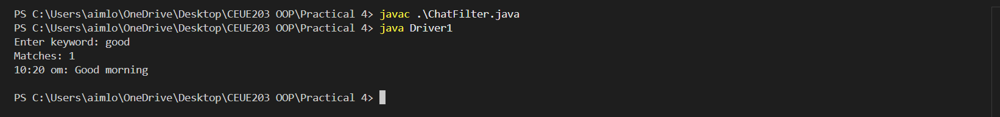 PS C:\Users\aimlo\OneDrive\Desktop\CEUE203 OOP\Practical 4> javac .\ChatFilter.java
PS C:\Users\aimlo\OneDrive\Desktop\CEUE203 OOP\Practical 4> java Driver1
Enter keyword: good
Matches: 1
10:20 om: Good morning
PS C:\Users\aimlo\OneDrive\Desktop\CEUE203 OOP\Practical 4>